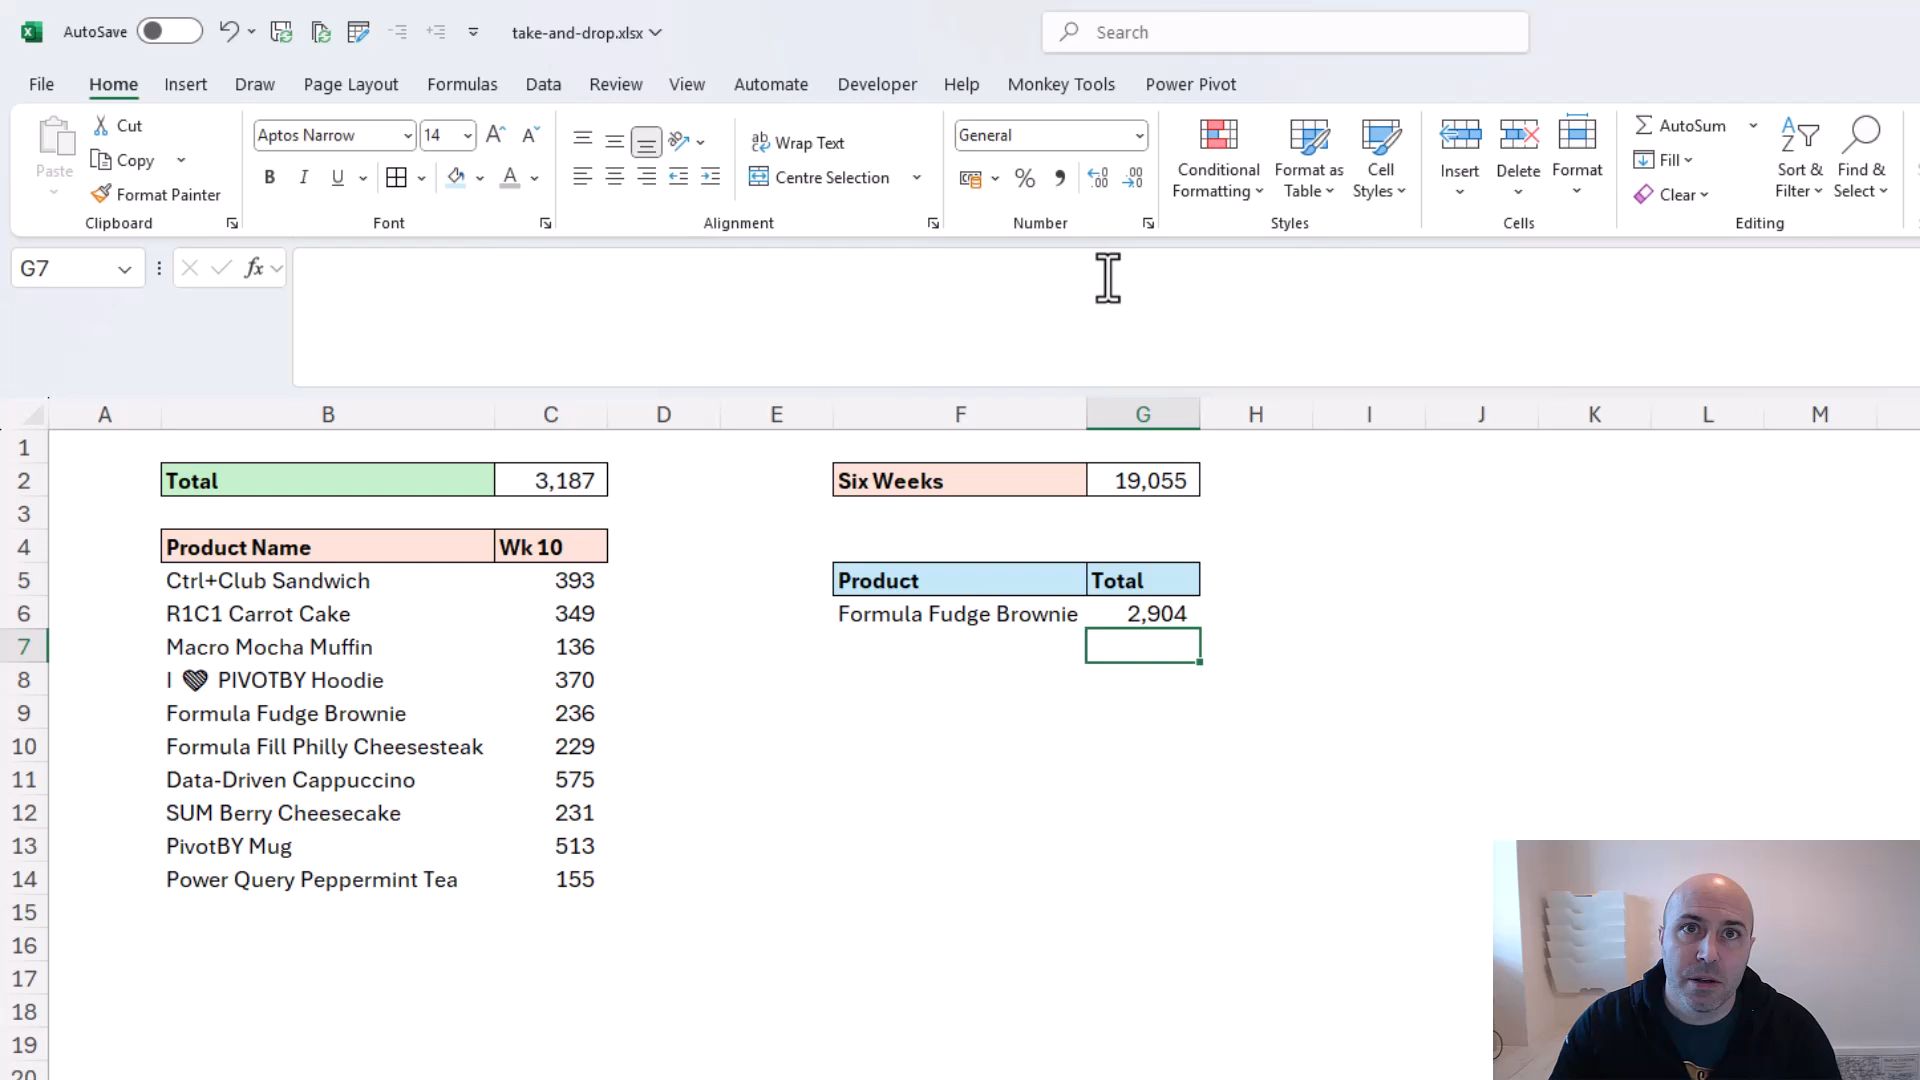 AutoSave take-and-drop.xlsx Search
File Home Insert Draw Page Layout Formulas Data Review View Automate Developer Help Monkey Tools Power Pivot
Paste
Cut
Copy
Format Painter
Clipboard
Aptos Narrow 14
B I U
Font
Wrap Text
Centre Selection
Alignment
General
Number
Conditional Formatting
Format as Table
Cell Styles
Styles
Insert Delete Format
Cells
AutoSum
Fill
Clear
Sort & Filter
Find & Select
Editing
G7 fx
A B C D E F G H I J K L M
1
2 Total 3,187 Six Weeks 19,055
3
4 Product Name Wk 10
5 Ctrl+Club Sandwich 393 Product Total
6 R1C1 Carrot Cake 349 Formula Fudge Brownie 2,904
7 Macro Mocha Muffin 136
8 I 🖤 PIVOTBY Hoodie 370
9 Formula Fudge Brownie 236
10 Formula Fill Philly Cheesesteak 229
11 Data-Driven Cappuccino 575
12 SUM Berry Cheesecake 231
13 PivotBY Mug 513
14 Power Query Peppermint Tea 155
15
16
17
18
19
20